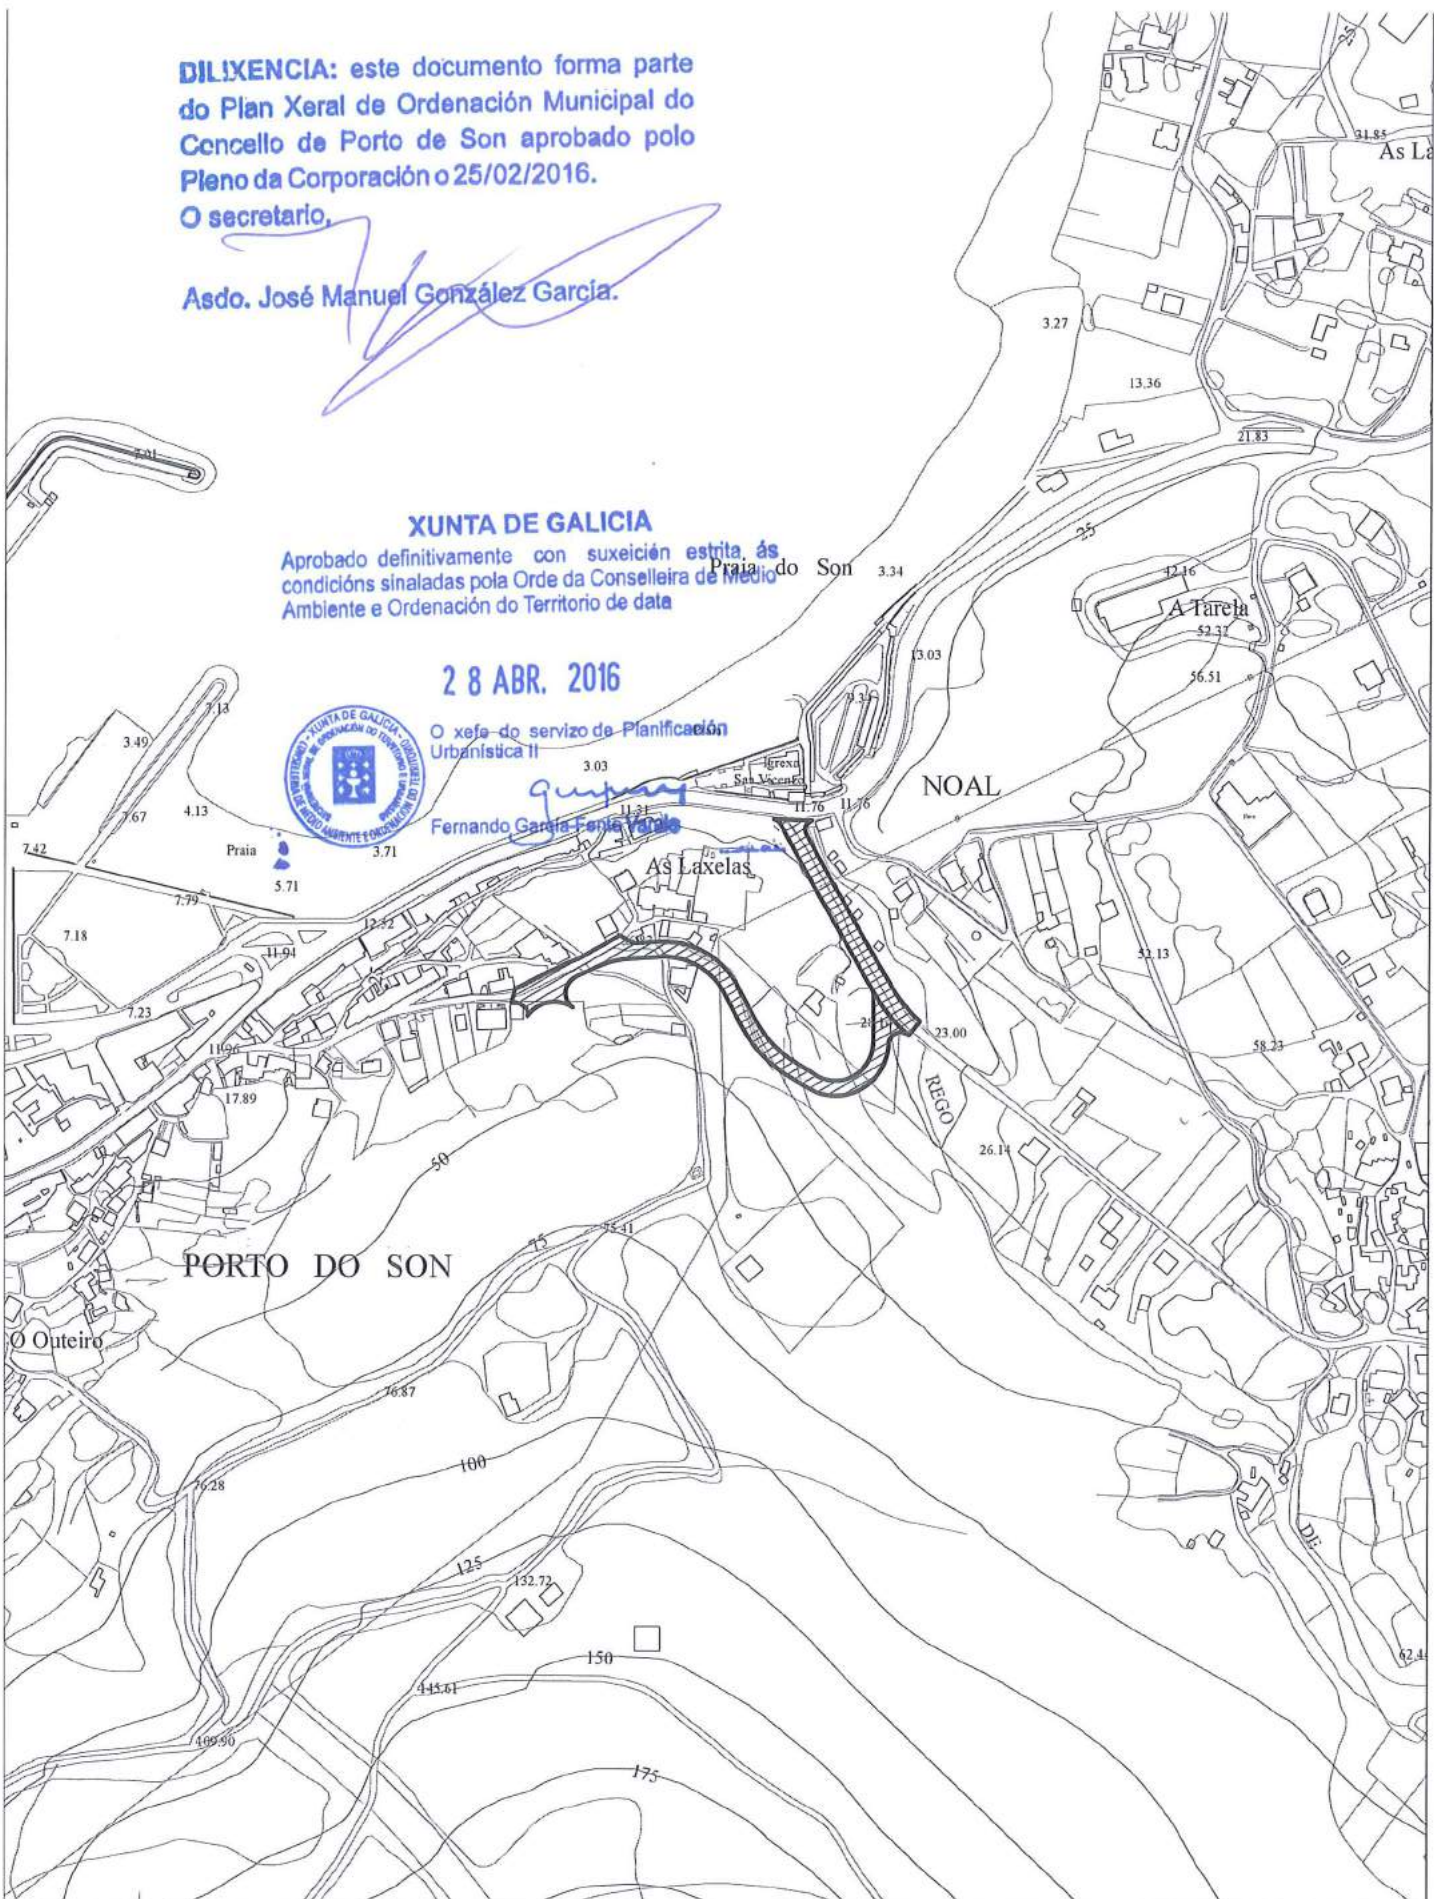 DILIXENCIA: este documento forma parte
do Plan Xeral de Ordenación Municipal do
Concello de Porto de Son aprobado polo
Pleno da Corporación o 25/02/2016.
O secretario,
Asdo. José Manuel González García.
25
31.85
As La
3.27
13.36
21.83
7.01
XUNTA DE GALICIA
Aprobado definitivamente con suxeición estrita ás
condicións sinaladas pola Orde da Conselleira de Medio
Ambiente e Ordenación do Territorio de data
Praia do Son
3.34
25
42.16
A Tarela
52.32
13.03
56.51
28 ABR. 2016
7.13
3.49
O xefe do servizo de Planificación
Urbanística II
3.03
Igrexa
San Vicente
NOAL
11.76
11.76
11.31
7.67
4.13
Fernando García-Fente Varela
7.42
Praia
3.71
As Laxelas
5.71
7.79
7.18
12.52
11.94
52.13
7.23
23.00
58.23
11.96
17.89
REGO
26.14
50
75
75.41
PORTO DO SON
O Outeiro
76.87
100
76.28
125
132.72
DE
150
62.44
145.61
169.90
175